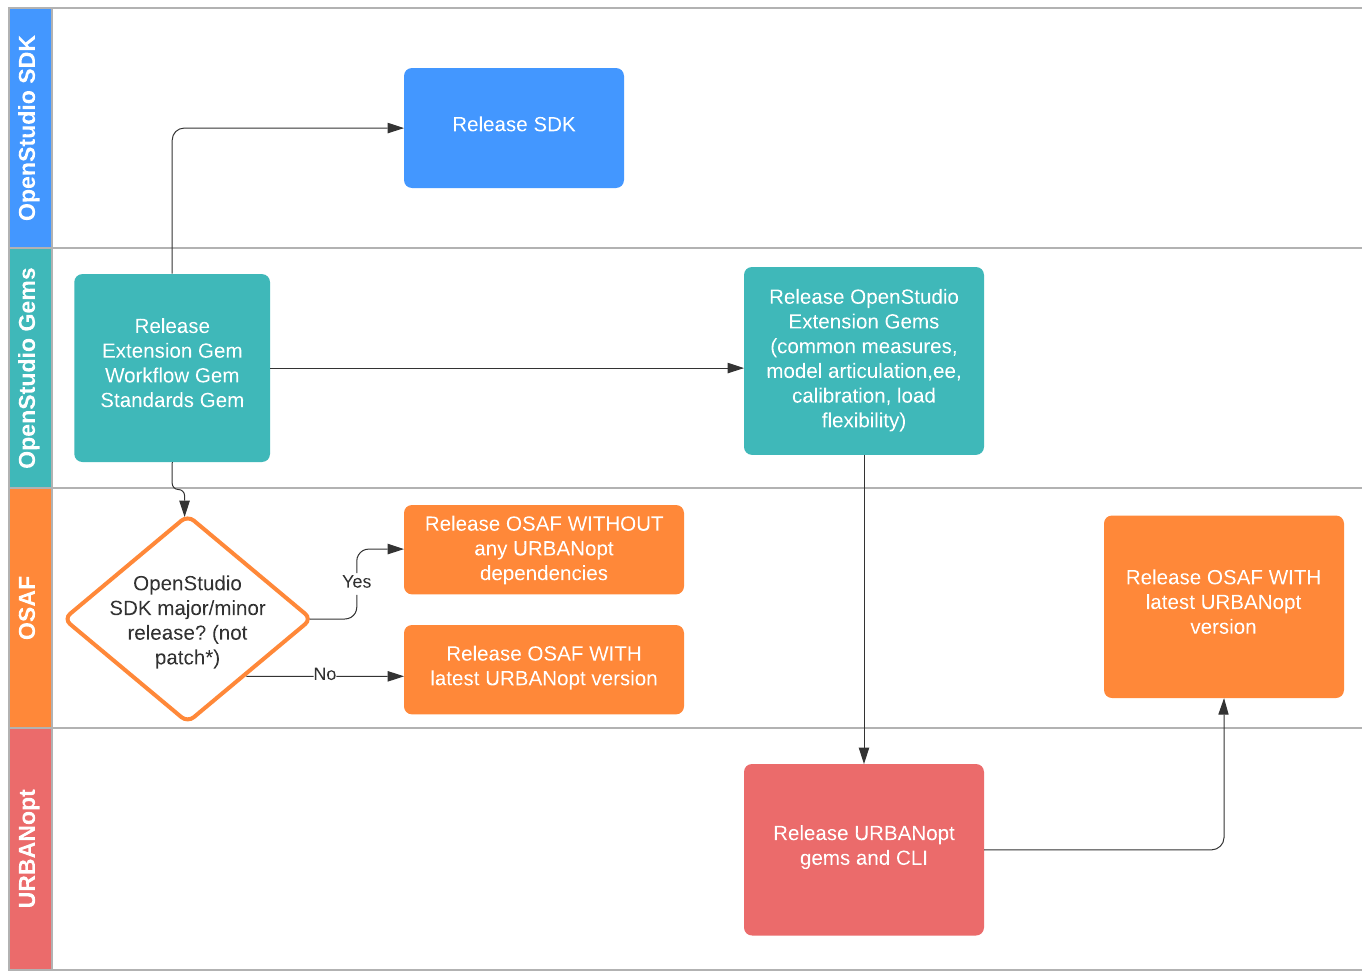 OpenStudio SDK
Release SDK
OpenStudio Gems
Release
Extension Gem
Workflow Gem
Standards Gem
Release OpenStudio
Extension Gems
(common measures,
model articulation,ee,
calibration, load
flexibility)
OSAF
OpenStudio
SDK major/minor
release? (not
patch*)
Yes
No
Release OSAF WITHOUT
any URBANopt
dependencies
Release OSAF WITH
latest URBANopt version
Release OSAF WITH
latest URBANopt
version
URBANopt
Release URBANopt
gems and CLI